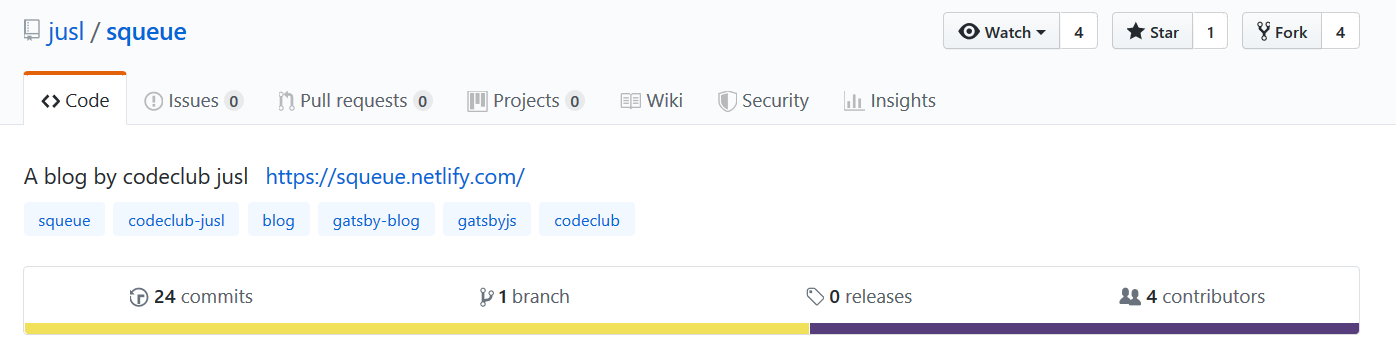 jusl / squeue Watch 4 Star 1 Fork 4
Code Issues 0 Pull requests 0 Projects 0 Wiki Security Insights
A blog by codeclub jusl https://squeue.netlify.com/
squeue codeclub-jusl blog gatsby-blog gatsbyjs codeclub
24 commits 1 branch 0 releases 4 contributors